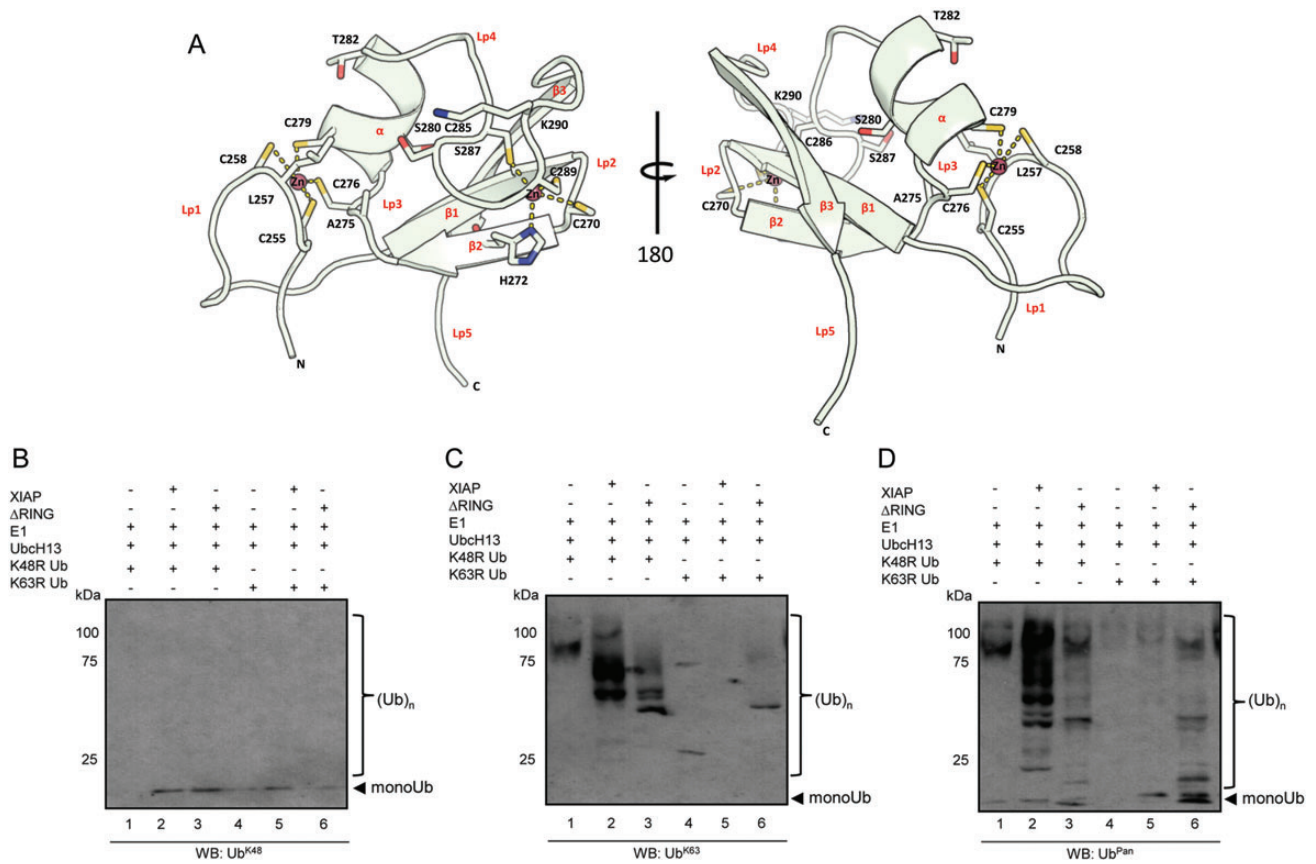 A
T282
Lp4
β3
C279
α
S280 C285
K290
C258
S287
Lp2
Zn
C276
Lp3
Zn
C289
L257
β1
Lp1
A275
C270
C255
β2
H272
Lp5
N
C
180
T282
Lp4
K290
S280
α
C279
C286
S287
Lp3
C258
Lp2
Zn
Zn
L257
C270
β3
β1
A275
C276
β2
C255
Lp5
Lp1
N
C
B
XIAP - + - - + -
ΔRING - - + - - +
E1 + + + + + +
UbcH13 + + + + + +
K48R Ub + + + - - -
K63R Ub - - - + + +
kDa
100
75
(Ub)n
25
monoUb
1 2 3 4 5 6
WB: UbK48
C
XIAP - + - - + -
ΔRING - - + - - +
E1 + + + + + +
UbcH13 + + + + + +
K48R Ub + + + - - -
K63R Ub - - - + + +
kDa
100
75
(Ub)n
25
monoUb
1 2 3 4 5 6
WB: UbK63
D
XIAP - + - - + -
ΔRING - - + - - +
E1 + + + + + +
UbcH13 + + + + + +
K48R Ub + + + - - -
K63R Ub - - - + + +
kDa
100
75
(Ub)n
25
monoUb
1 2 3 4 5 6
WB: UbPan